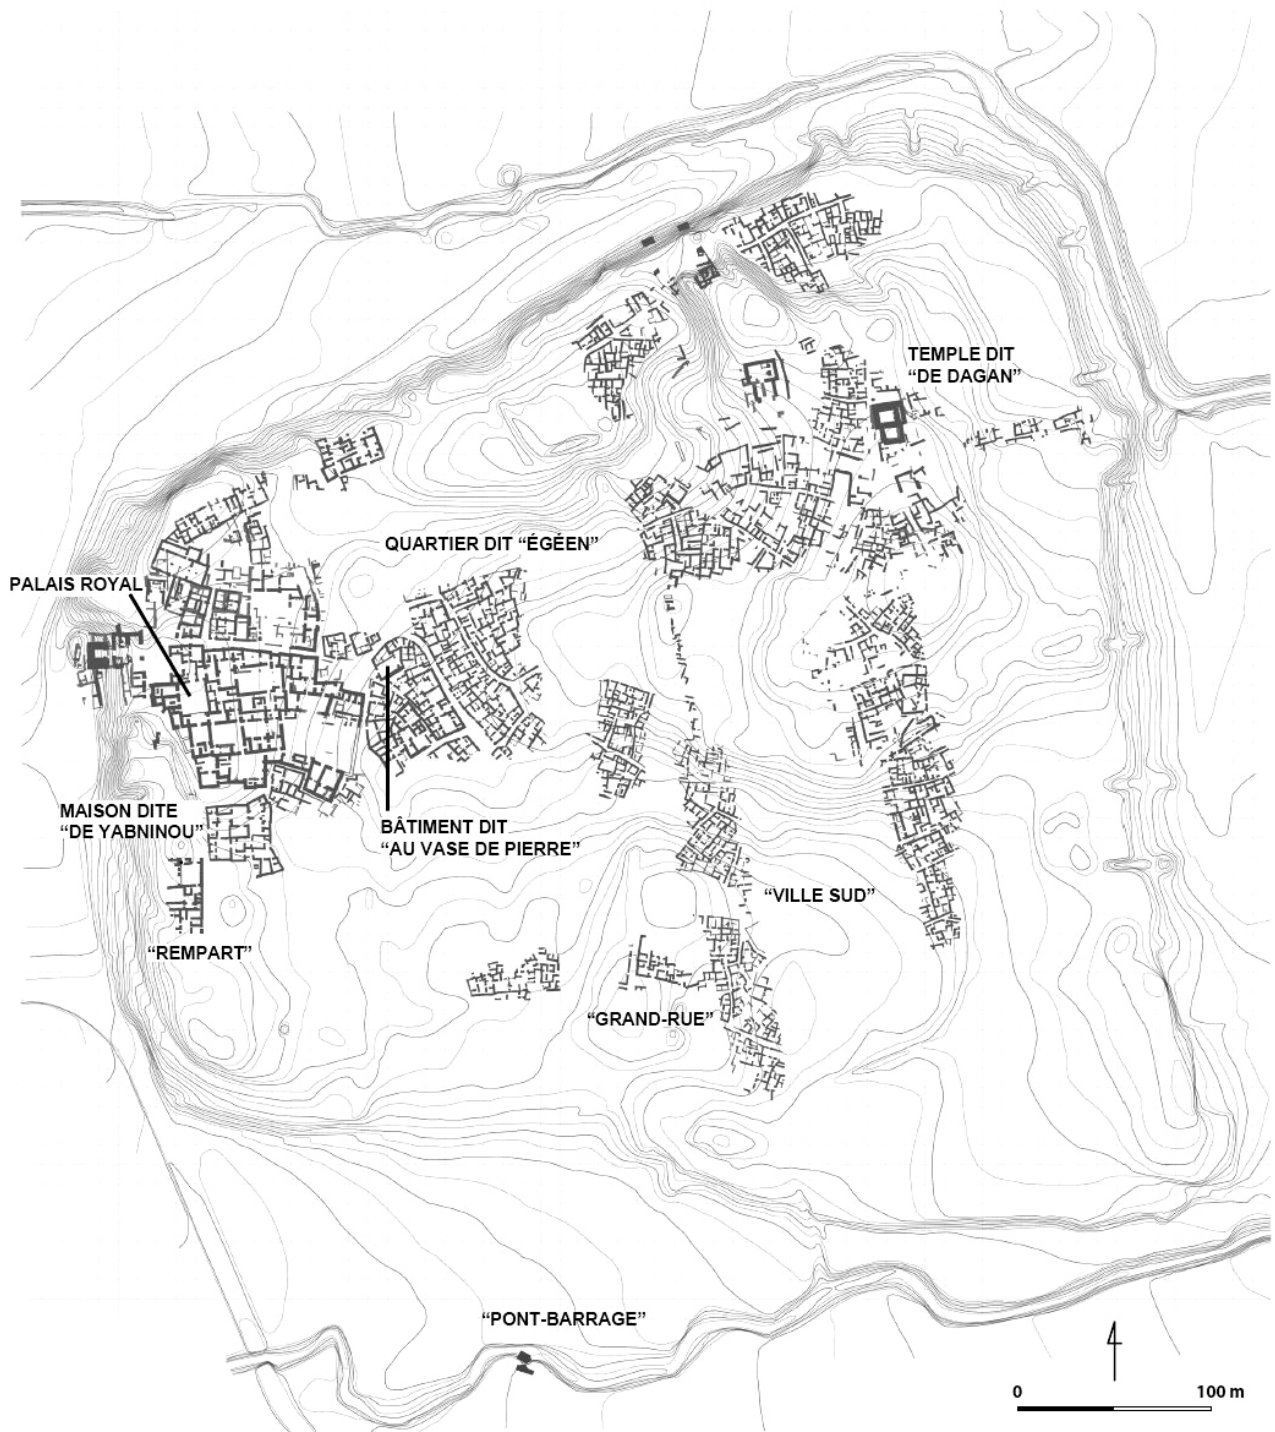 TEMPLE DIT
“DE DAGAN”
QUARTIER DIT “ÉGÉEN”
PALAIS ROYAL
MAISON DITE
“DE YABNINOU”
BÂTIMENT DIT
“AU VASE DE PIERRE”
“VILLE SUD”
“REMPART”
“GRAND-RUE”
“PONT-BARRAGE”
0 100 m